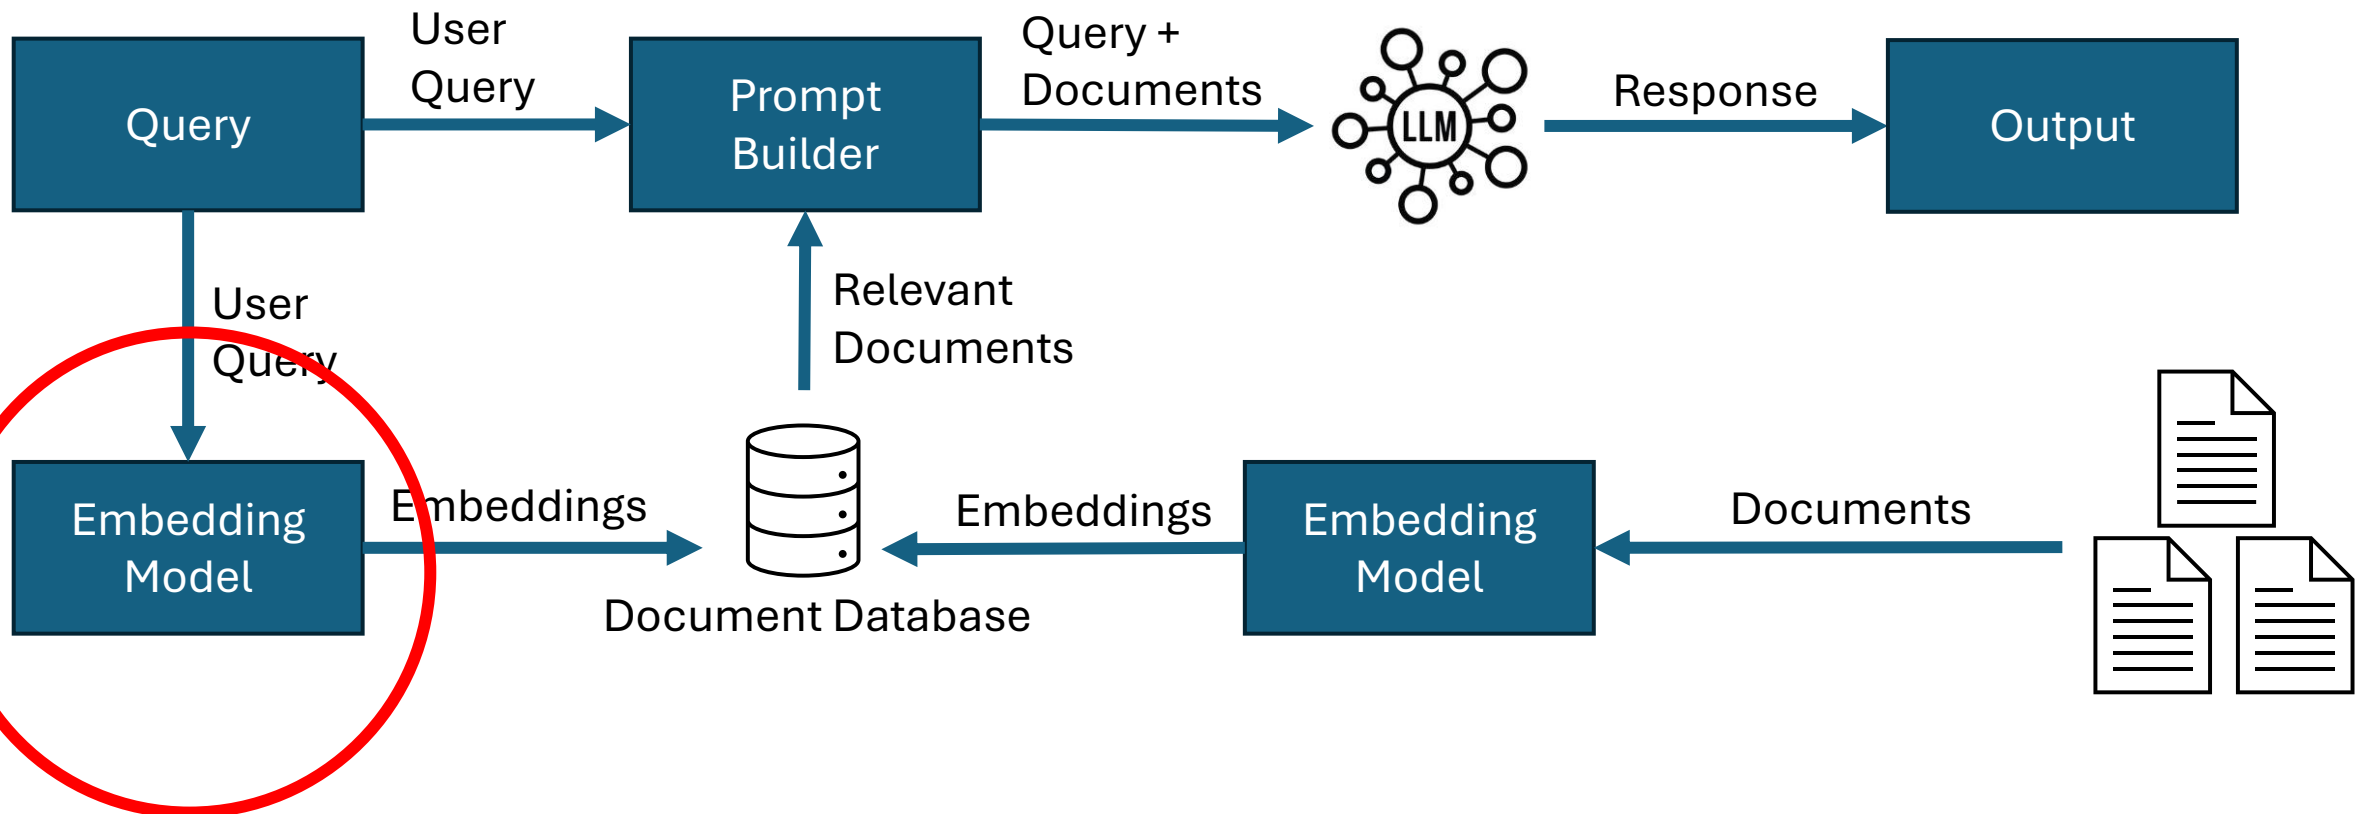 Query
User
Query
Prompt
Builder
Query +
Documents
LLM
Response
Output
User
Query
Relevant
Documents
Embedding
Model
Embeddings
Document Database
Embeddings
Embedding
Model
Documents